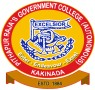 PITHAPUR RAJAH'S GOVERNMENT COLLEGE (AUTONOMOUS)
EXCELSIOR
KAKINADA
ESTD 1884